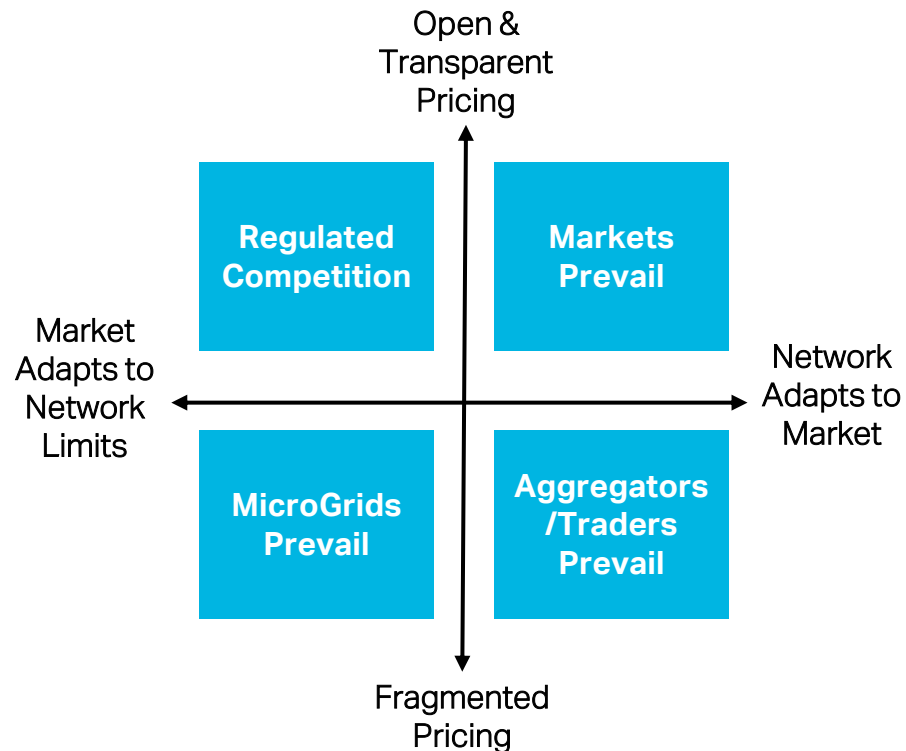 Open &
Transparent
Pricing
Regulated
Competition
Markets
Prevail
Market
Adapts to
Network
Limits
Network
Adapts to
Market
MicroGrids
Prevail
Aggregators
/Traders
Prevail
Fragmented
Pricing